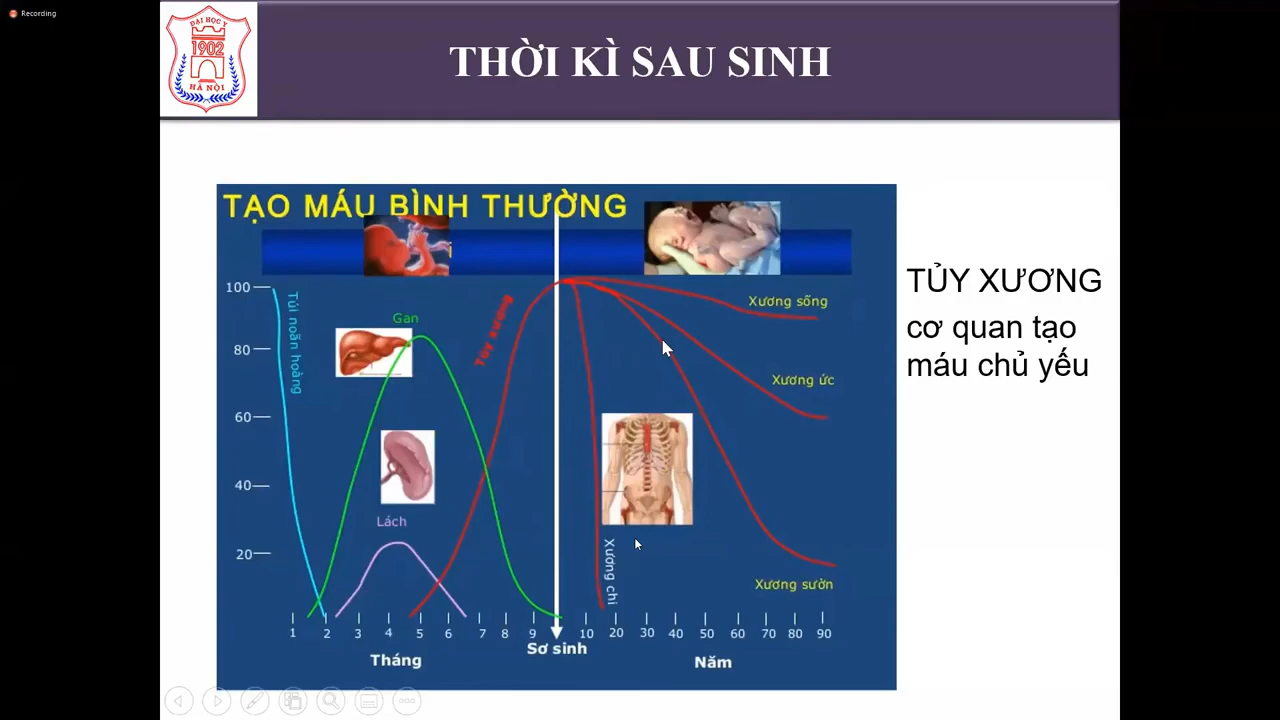 Recording
ĐẠI HỌC Y
1902
HÀ NỘI
THỜI KÌ SAU SINH
TẠO MÁU BÌNH THƯỜNG
i
100
80
60
40
20
Túi noãn hoàng
Gan
Lách
Tủy xương
Xương sống
Xương ức
Xương chi
Xương sườn
1 2 3 4 5 6 7 8 9 10 20 30 40 50 60 70 80 90
Sơ sinh
Tháng
Năm
TỦY XƯƠNG
cơ quan tạo
máu chủ yếu